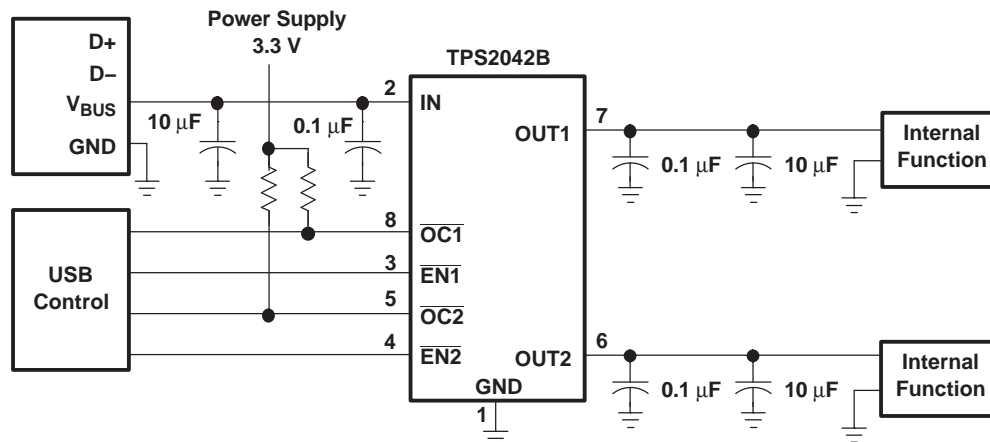 Power Supply
3.3 V
TPS2042B
D+
D−
V_BUS
GND
10 μF
0.1 μF
2
IN
7
OUT1
0.1 μF
10 μF
Internal
Function
USB
Control
8
OC1
3
EN1
5
OC2
4
EN2
6
OUT2
0.1 μF
10 μF
Internal
Function
GND
1